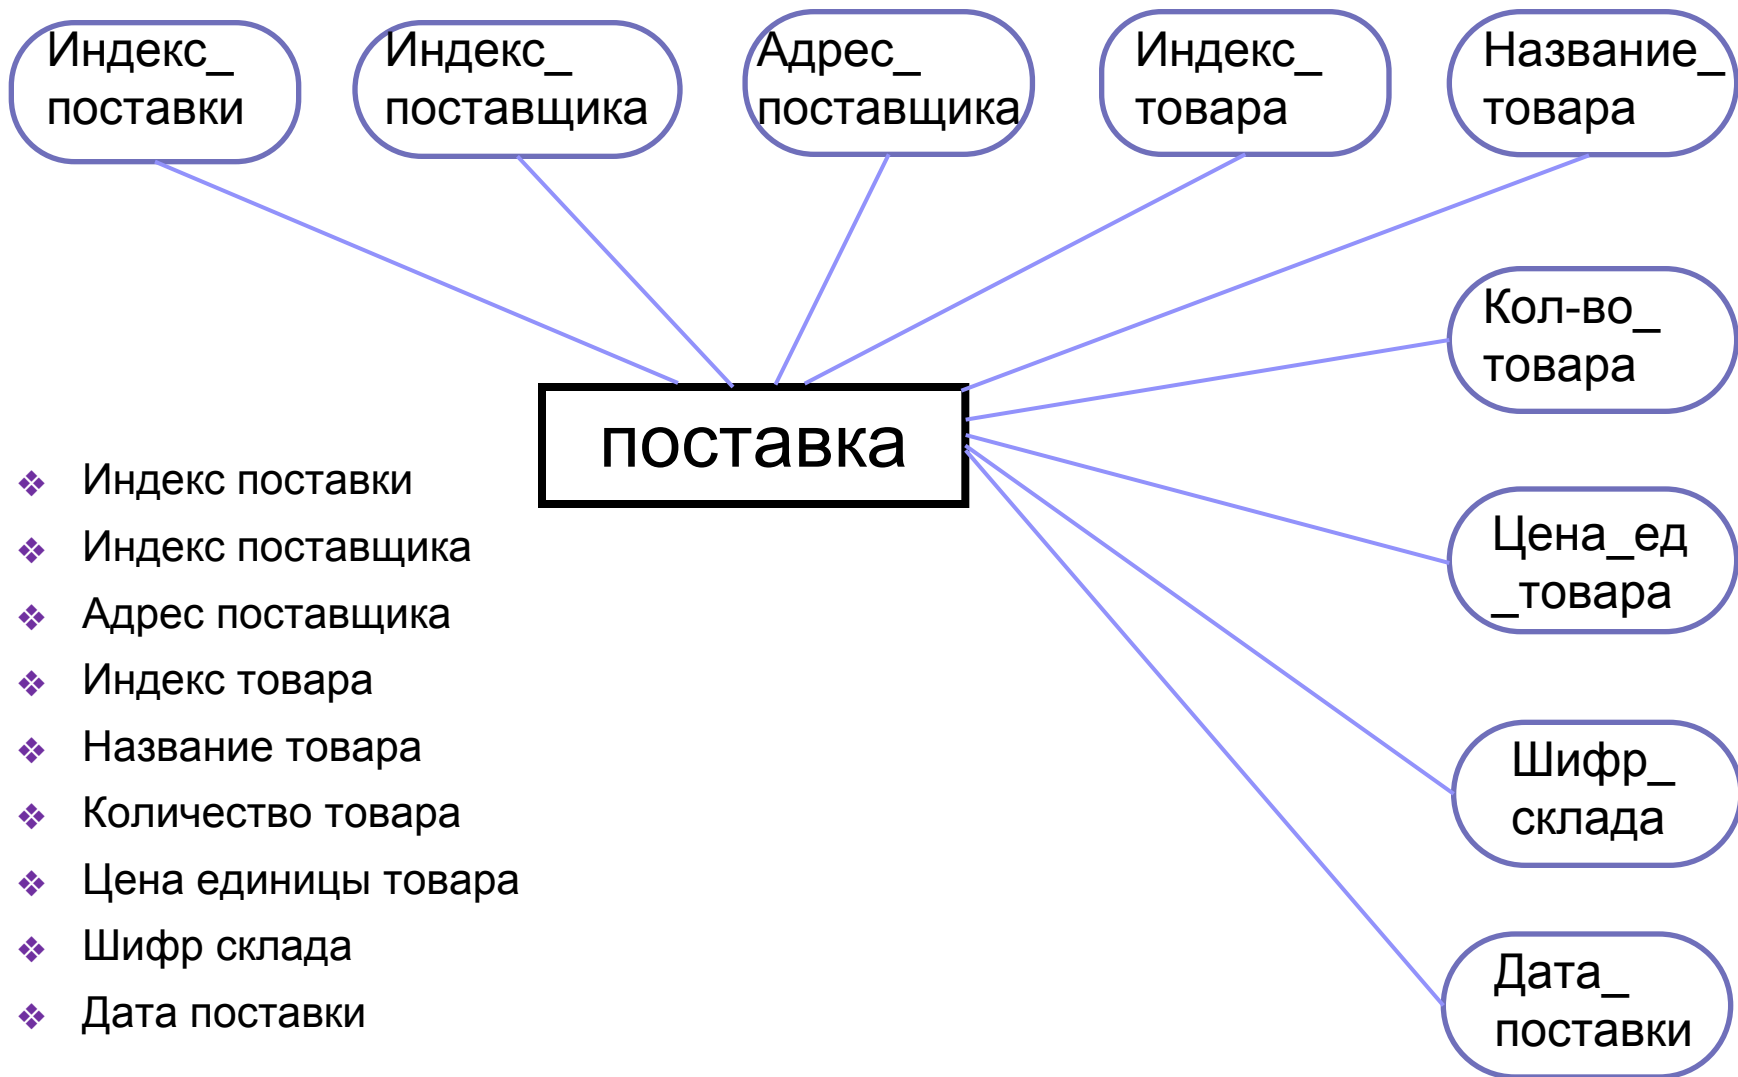 Индекс_
поставки
Индекс_
поставщика
Адрес_
поставщика
Индекс_
товара
Название_
товара
Кол-во_
товара
поставка
Цена_ед
_товара
Шифр_
склада
Дата_
поставки
Индекс поставки
Индекс поставщика
Адрес поставщика
Индекс товара
Название товара
Количество товара
Цена единицы товара
Шифр склада
Дата поставки